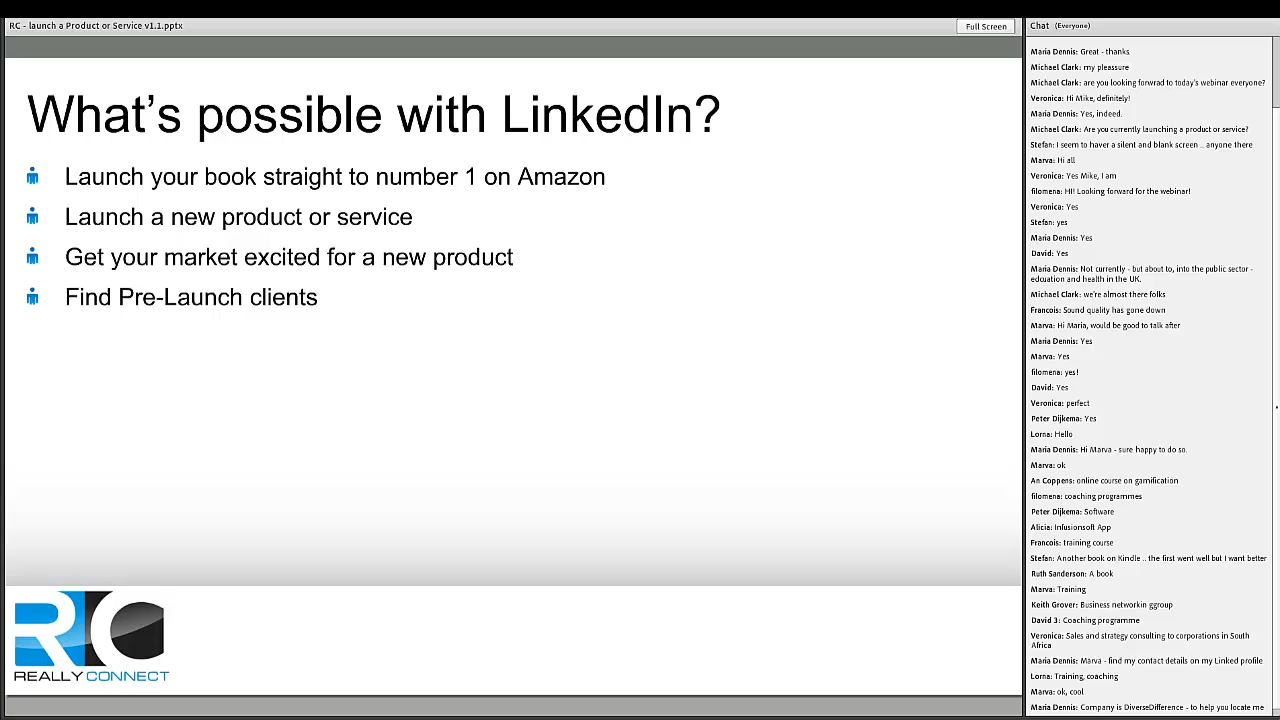 RC - launch a Product or Service v1.1.pptx
Full Screen
What's possible with LinkedIn?
Launch your book straight to number 1 on Amazon
Launch a new product or service
Get your market excited for a new product
Find Pre-Launch clients
RC
REALLYCONNECT
Chat (Everyone)
Maria Dennis: Great - thanks.
Michael Clark: my pleassure
Michael Clark: are you looking forwrad to today's webinar everyone?
Veronica: Hi Mike, definitely!
Maria Dennis: Yes, indeed.
Michael Clark: Are you currently launching a product or service?
Stefan: I seem to haver a silent and blank screen .. anyone there
Marva: Hi all
Veronica: Yes Mike, I am
filomena: HI! Looking forward for the webinar!
Veronica: Yes
Stefan: yes
Maria Dennis: Yes
David: Yes
Maria Dennis: Not currently - but about to, into the public sector -
edcuation and health in the UK.
Michael Clark: we're almost there folks
Francois: Sound quality has gone down
Marva: Hi Maria, would be good to talk after
Maria Dennis: Yes
Marva: Yes
filomena: yes!
David: Yes
Veronica: perfect
Peter Dijkema: Yes
Lorna: Hello
Maria Dennis: Hi Marva - sure happy to do so.
Marva: ok
An Coppens: online course on gamification
filomena: coaching programmes
Peter Dijkema: Software
Alicia: Infusionsoft App
Francois: training course
Stefan: Another book on Kindle .. the first went well but I want better
Ruth Sanderson: A book
Marva: Training
Keith Grover: Business networkin ggroup
David 3: Coaching programme
Veronica: Sales and strategy consulting to corporations in South
Africa
Maria Dennis: Marva - find my contact details on my Linked profile
Lorna: Training, coaching
Marva: ok, cool
Maria Dennis: Company is DiverseDifference - to help you locate me